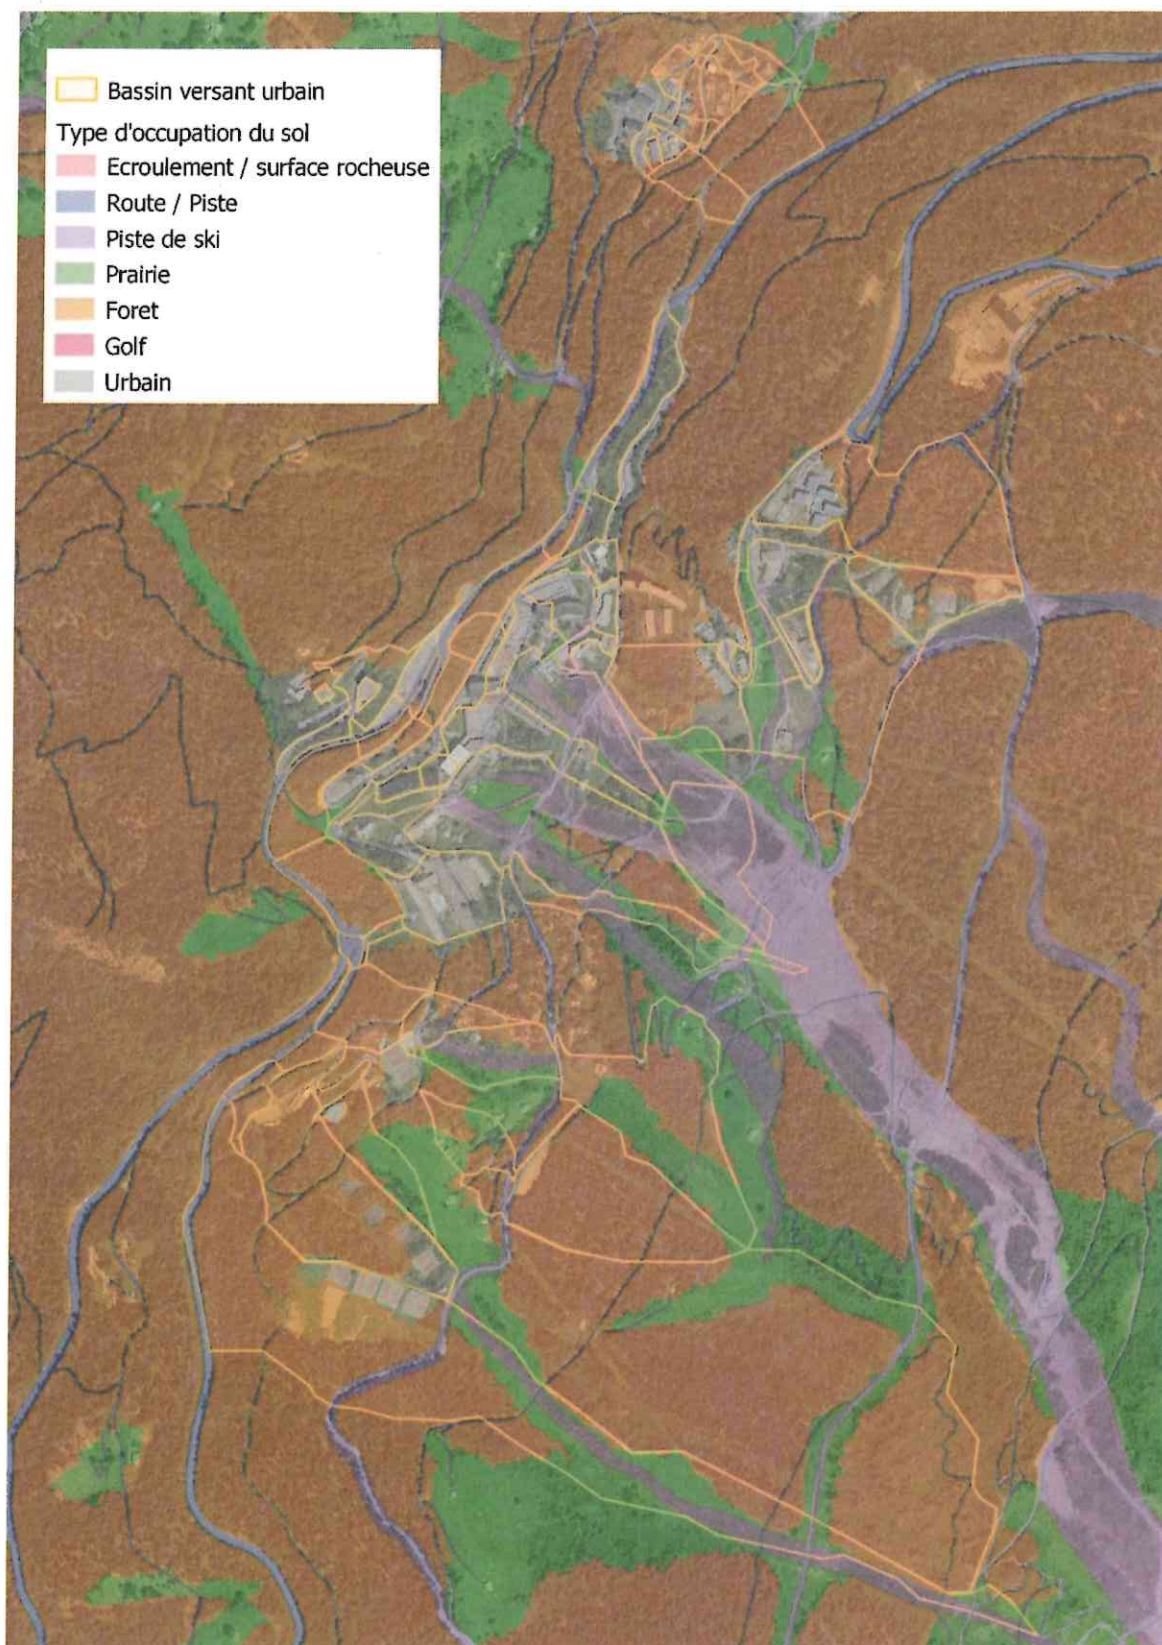 Bassin versant urbain
Type d'occupation du sol
Ecroulement / surface rocheuse
Route / Piste
Piste de ski
Prairie
Foret
Golf
Urbain